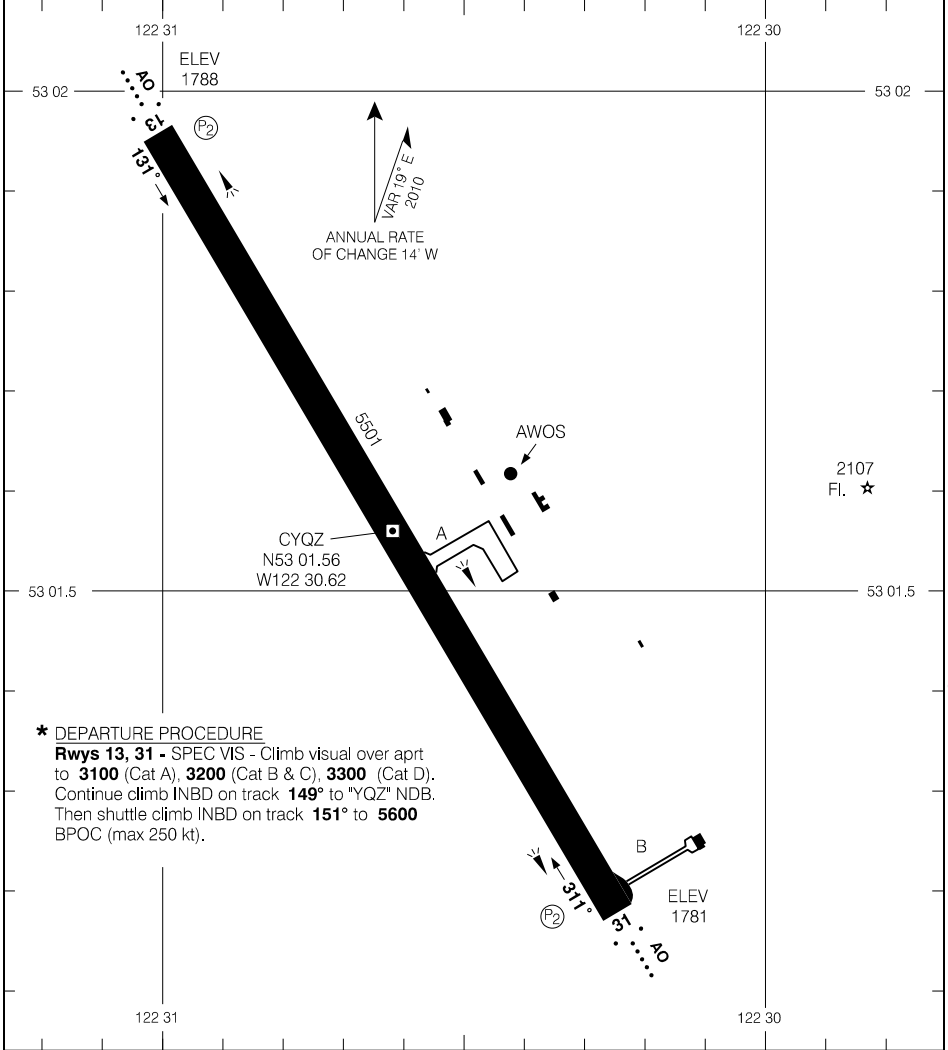 122 31
122 30
ELEV
1788
AO
53 02
53 02
13
P2
131°
VAR 19° E
2010
ANNUAL RATE
OF CHANGE 14' W
5501
AWOS
2107
Fl.
CYQZ
N53 01.56
W122 30.62
A
53 01.5
53 01.5
* DEPARTURE PROCEDURE
Rwys 13, 31 - SPEC VIS - Climb visual over aprt
to 3100 (Cat A), 3200 (Cat B & C), 3300 (Cat D).
Continue climb INBD on track 149° to "YQZ" NDB.
Then shuttle climb INBD on track 151° to 5600
BPOC (max 250 kt).
B
311°
P2
ELEV
1781
31
AO
122 31
122 30